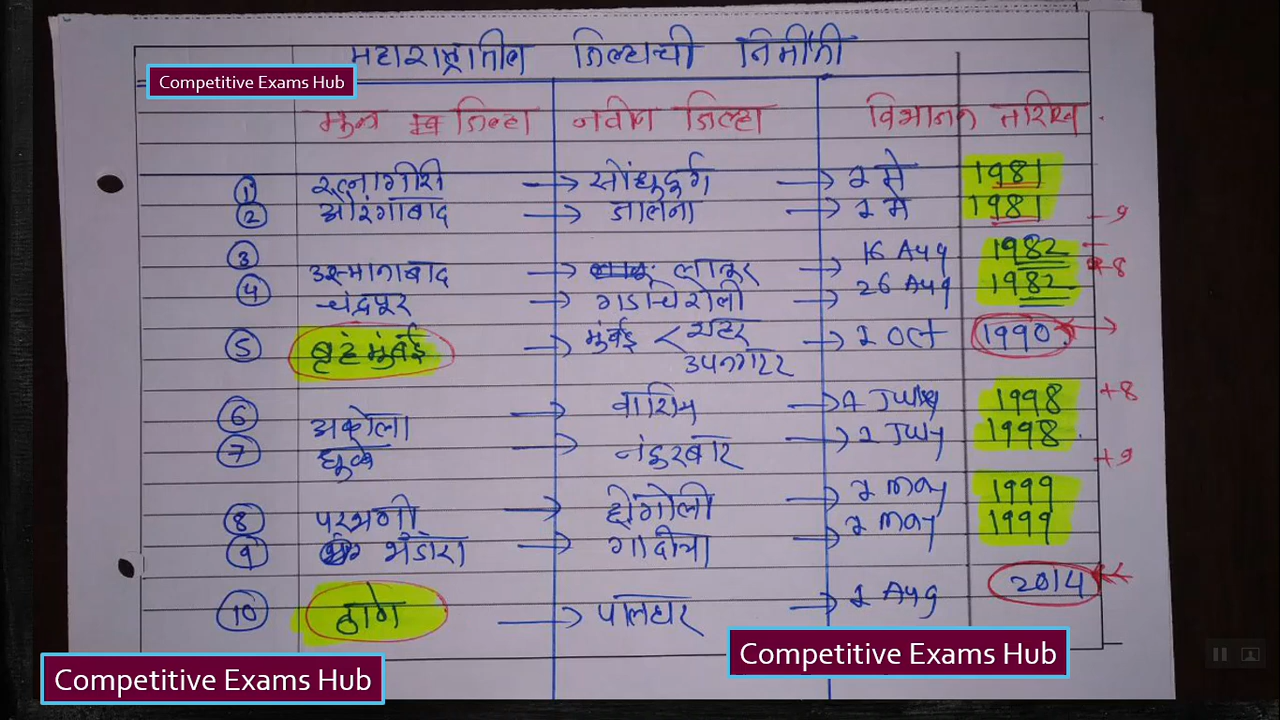 महाराष्ट्रातील जिल्ह्याची निर्मीती
Competitive Exams Hub
मुळ जिल्हा नवीन जिल्हा विभाजन तारिख
① रत्नागीरी → सींधुदुर्ग → 1 मे 1981
② औरंगाबाद → जालना → 1 मे 1981
-9
③ उस्मानाबाद → लातूर → 16 Aug 1982
+8
④ चंद्रपूर → गडचिरोली → 26 Aug 1982
⑤ बृहंमुंबई → मुंबई < शहर → 1 Oct 1990
उपनगर
⑥ अकोला → वाशिम → 1 July 1998
+8
⑦ धुळे → नंदुरबार → 1 July 1998
+9
⑧ परभणी → हींगोली → 1 may 1999
⑨ भंडारा → गोंदीया → 1 may 1999
⑩ ठाणे → पालघर → 1 Aug 2014
Competitive Exams Hub
Competitive Exams Hub